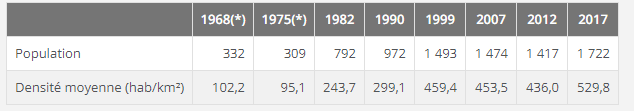 1968(*) 1975(*) 1982 1990 1999 2007 2012 2017
Population 332 309 792 972 1 493 1 474 1 417 1 722
Densité moyenne (hab/km²) 102,2 95,1 243,7 299,1 459,4 453,5 436,0 529,8